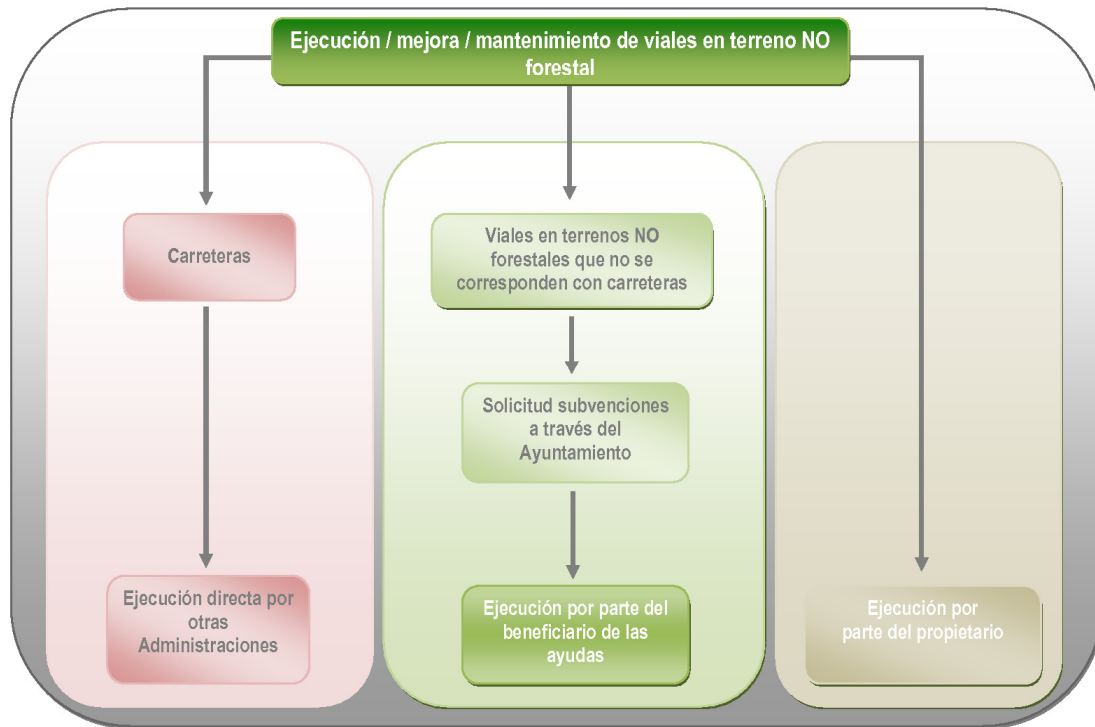 Ejecución / mejora / mantenimiento de viales en terreno NO
forestal
Carreteras
Viales en terrenos NO
forestales que no se
corresponden con carreteras
Solicitud subvenciones
a través del
Ayuntamiento
Ejecución directa por
otras
Administraciones
Ejecución por parte del
beneficiario de las
ayudas
Ejecución por
parte del propietario